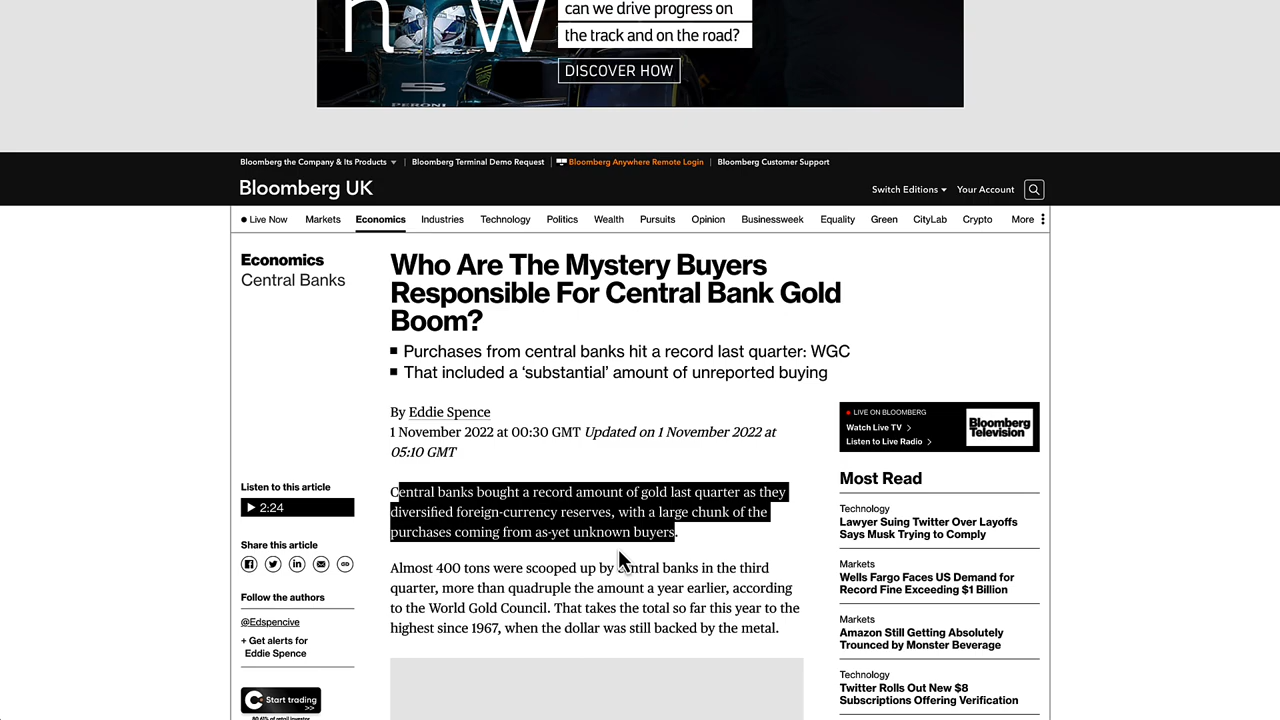 now
can we drive progress on
the track and on the road?
DISCOVER HOW
5
PERONI
Bloomberg the Company & Its Products
Bloomberg Terminal Demo Request
Bloomberg Anywhere Remote Login
Bloomberg Customer Support
Bloomberg UK
Switch Editions
Your Account
Live Now Markets Economics Industries Technology Politics Wealth Pursuits Opinion Businessweek Equality Green CityLab Crypto More
Economics
Central Banks
Who Are The Mystery Buyers
Responsible For Central Bank Gold
Boom?
Purchases from central banks hit a record last quarter: WGC
That included a ‘substantial’ amount of unreported buying
By Eddie Spence
1 November 2022 at 00:30 GMT Updated on 1 November 2022 at
05:10 GMT
Listen to this article
2:24
Share this article
Follow the authors
@Edspencive
+ Get alerts for
Eddie Spence
Start trading
>>
80.61% of retail investor
Central banks bought a record amount of gold last quarter as they
diversified foreign-currency reserves, with a large chunk of the
purchases coming from as-yet unknown buyers.
Almost 400 tons were scooped up by central banks in the third
quarter, more than quadruple the amount a year earlier, according
to the World Gold Council. That takes the total so far this year to the
highest since 1967, when the dollar was still backed by the metal.
LIVE ON BLOOMBERG
Watch Live TV
Listen to Live Radio
Bloomberg
Television
Most Read
Technology
Lawyer Suing Twitter Over Layoffs
Says Musk Trying to Comply
Markets
Wells Fargo Faces US Demand for
Record Fine Exceeding $1 Billion
Markets
Amazon Still Getting Absolutely
Trounced by Monster Beverage
Technology
Twitter Rolls Out New $8
Subscriptions Offering Verification